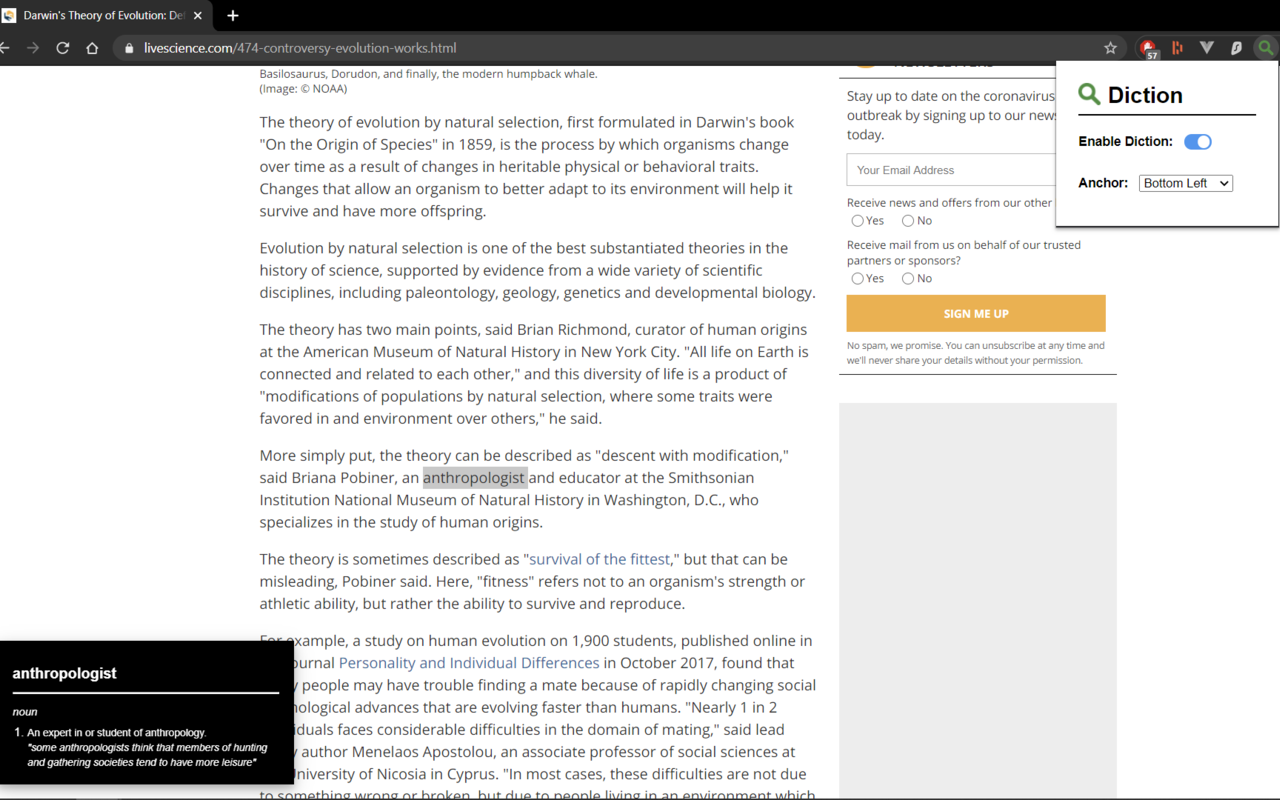 Darwin's Theory of Evolution: De
livescience.com/474-controversy-evolution-works.html
57
Basilosaurus, Dorudon, and finally, the modern humpback whale.
(Image: © NOAA)
The theory of evolution by natural selection, first formulated in Darwin's book
"On the Origin of Species" in 1859, is the process by which organisms change
over time as a result of changes in heritable physical or behavioral traits.
Changes that allow an organism to better adapt to its environment will help it
survive and have more offspring.
Evolution by natural selection is one of the best substantiated theories in the
history of science, supported by evidence from a wide variety of scientific
disciplines, including paleontology, geology, genetics and developmental biology.
The theory has two main points, said Brian Richmond, curator of human origins
at the American Museum of Natural History in New York City. "All life on Earth is
connected and related to each other," and this diversity of life is a product of
"modifications of populations by natural selection, where some traits were
favored in and environment over others," he said.
More simply put, the theory can be described as "descent with modification,"
said Briana Pobiner, an anthropologist and educator at the Smithsonian
Institution National Museum of Natural History in Washington, D.C., who
specializes in the study of human origins.
The theory is sometimes described as "survival of the fittest," but that can be
misleading, Pobiner said. Here, "fitness" refers not to an organism's strength or
athletic ability, but rather the ability to survive and reproduce.
For example, a study on human evolution on 1,900 students, published online in
ournal Personality and Individual Differences in October 2017, found that
people may have trouble finding a mate because of rapidly changing social
nological advances that are evolving faster than humans. "Nearly 1 in 2
iduals faces considerable difficulties in the domain of mating," said lead
author Menelaos Apostolou, an associate professor of social sciences at
niversity of Nicosia in Cyprus. "In most cases, these difficulties are not due
to something wrong or broken, but due to people living in an environment which
Stay up to date on the coronavirus
outbreak by signing up to our new
today.
Your Email Address
Receive news and offers from our other
Yes No
Receive mail from us on behalf of our trusted
partners or sponsors?
Yes No
SIGN ME UP
No spam, we promise. You can unsubscribe at any time and
we'll never share your details without your permission.
Diction
Enable Diction:
Anchor: Bottom Left
anthropologist
noun
1. An expert in or student of anthropology.
"some anthropologists think that members of hunting
and gathering societies tend to have more leisure"